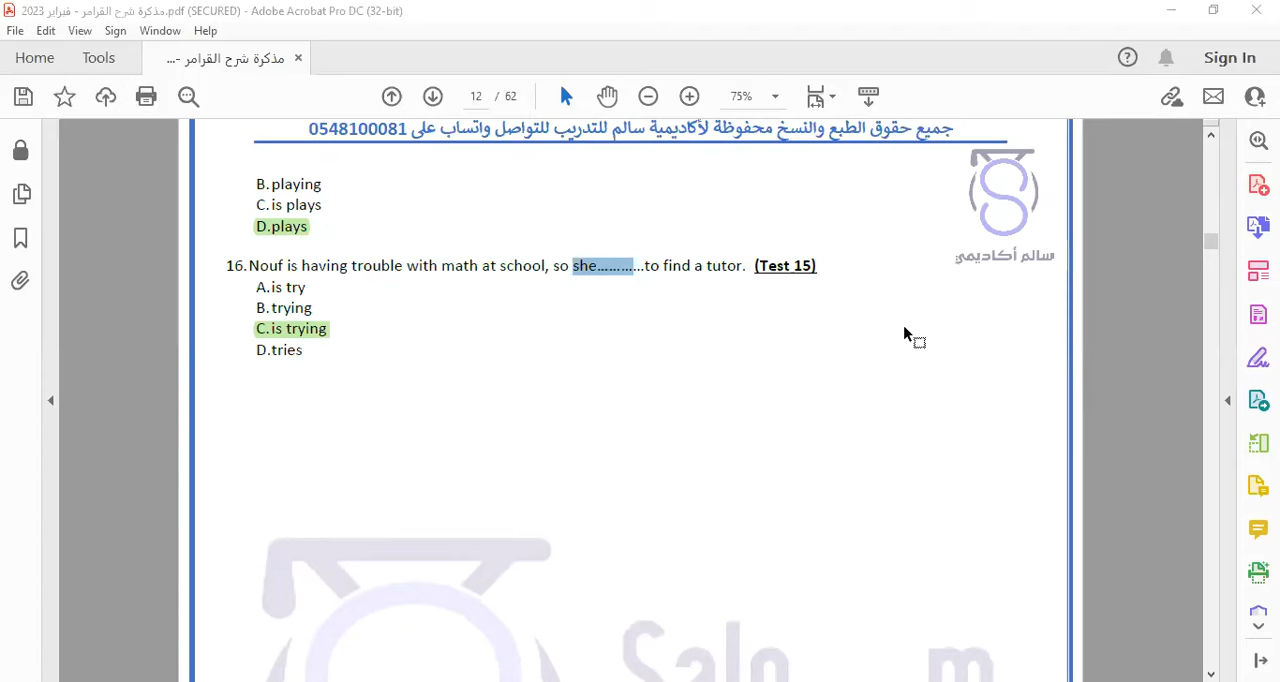 مذكرة شرح القرامر - فبراير 2023.pdf (SECURED) - Adobe Acrobat Pro DC (32-bit)
File Edit View Sign Window Help
Home Tools مذكرة شرح القرامر -... × Sign In
12 / 62 75%
جميع حقوق الطبع والنسخ محفوظة لأكاديمية سالم للتدريب للتواصل واتساب على 0548100081
B. playing
C. is plays
D. plays
سالم أكاديمي
16. Nouf is having trouble with math at school, so she............to find a tutor. (Test 15)
A. is try
B. trying
C. is trying
D. tries